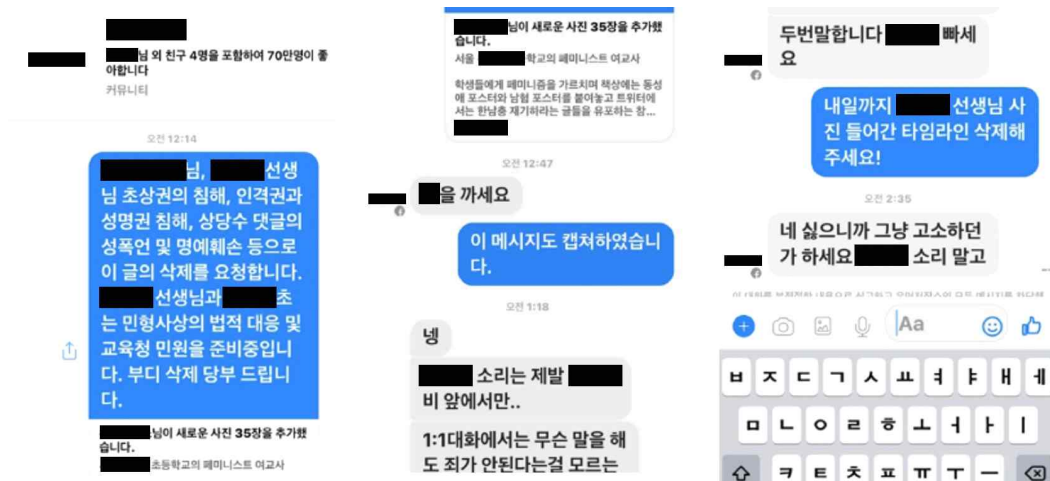 님 외 친구 4명을 포함하여 70만명이 좋
아합니다
커뮤니티
오전 12:14
님, 선생
님 초상권의 침해, 인격권과
성명권 침해, 상당수 댓글의
성폭언 및 명예훼손 등으로
이 글의 삭제를 요청합니다.
선생님과 초
는 민형사상의 법적 대응 및
교육청 민원을 준비중입니
다. 부디 삭제 당부 드립니
다.
님이 새로운 사진 35장을 추가했
습니다.
초등학교의 페미니스트 여교사
님이 새로운 사진 35장을 추가했
습니다.
서울 학교의 페미니스트 여교사
학생들에게 페미니즘을 가르치며 책상에는 동성
애 포스터와 남혐 포스터를 붙어놓고 트위터에
서는 한남충 재기하라는 글들을 유포하는 참...
오전 12:47
을 까세요
이 메시지도 캡쳐하였습니
다.
오전 1:18
넹
소리는 제발
비 앞에서만..
1:1대화에서는 무슨 말을 해
도 죄가 안된다는걸 모르는
두번말합니다 빠세
요
내일까지 선생님 사
진 들어간 타임라인 삭제해
주세요!
오전 2:35
네 싫으니까 그냥 고소하던
가 하세요 소리 말고
Aa
ㅂ ㅈ ㄷ ㄱ ㅅ ㅛ ㅕ ㅑ ㅐ ㅔ
ㅁ ㄴ ㅇ ㄹ ㅎ ㅗ ㅓ ㅏ ㅣ
ㅋ ㅌ ㅊ ㅍ ㅠ ㅜ ㅡ